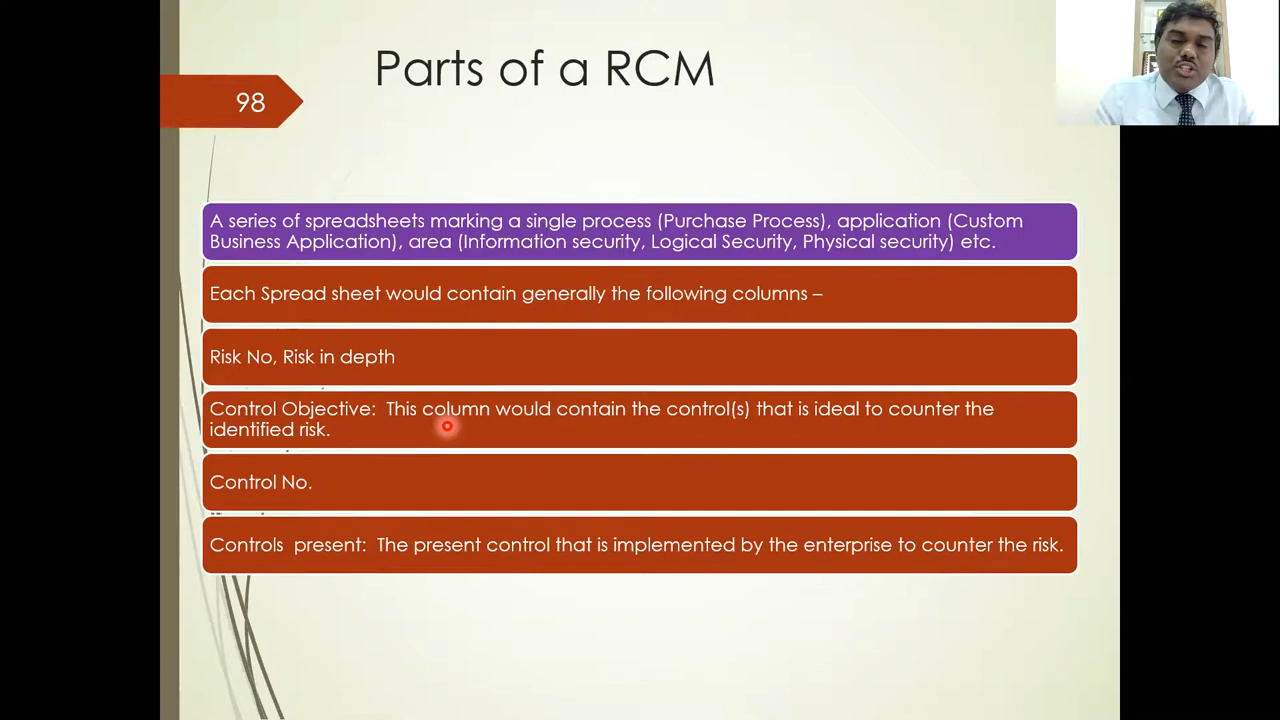 Parts of a RCM
98
A series of spreadsheets marking a single process (Purchase Process), application (Custom
Business Application), area (Information security, Logical Security, Physical security) etc.
Each Spread sheet would contain generally the following columns –
Risk No, Risk in depth
Control Objective:  This column would contain the control(s) that is ideal to counter the
identified risk.
Control No.
Controls  present:  The present control that is implemented by the enterprise to counter the risk.